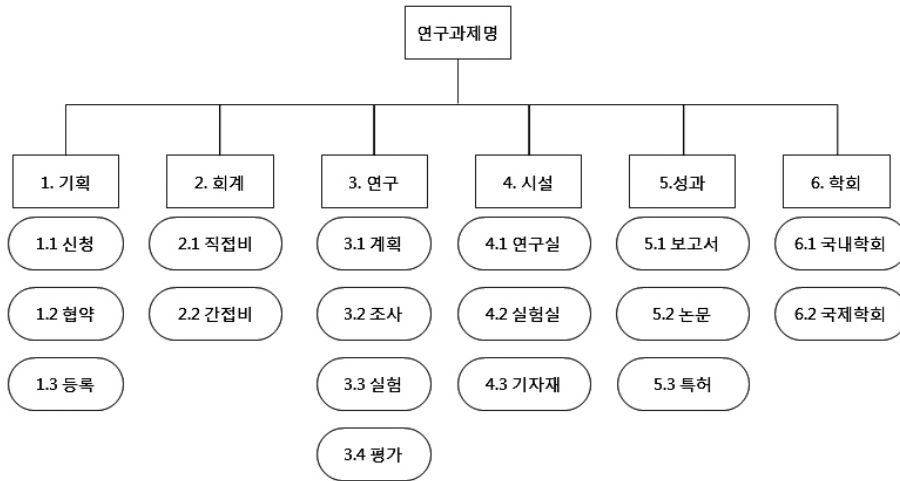 연구과제명
1. 기획
2. 회계
3. 연구
4. 시설
5.성과
6. 학회
1.1 신청
2.1 직접비
3.1 계획
4.1 연구실
5.1 보고서
6.1 국내학회
1.2 협약
2.2 간접비
3.2 조사
4.2 실험실
5.2 논문
6.2 국제학회
1.3 등록
3.3 실험
4.3 기자재
5.3 특허
3.4 평가